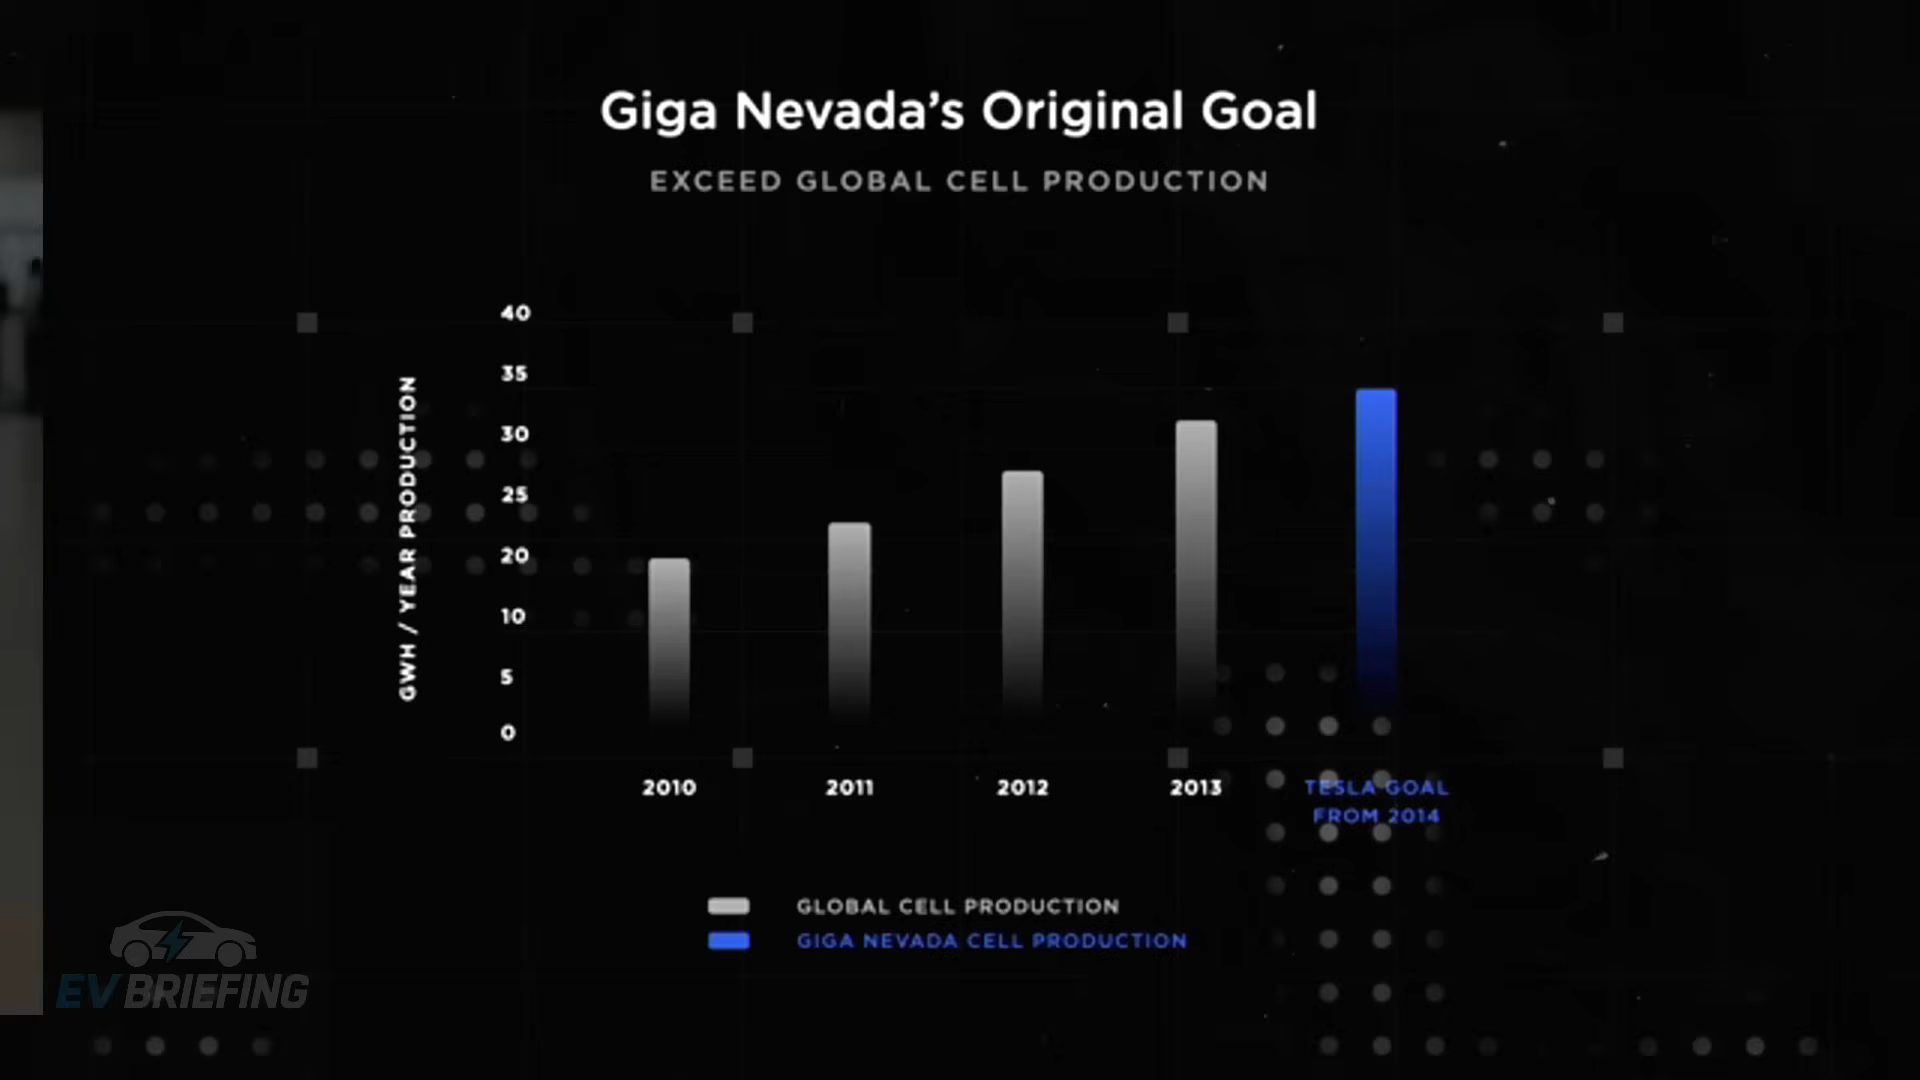 Giga Nevada’s Original Goal
EXCEED GLOBAL CELL PRODUCTION
GWH / YEAR PRODUCTION
40
35
30
25
20
10
5
0
2010
2011
2012
2013
TESLA GOAL
FROM 2014
GLOBAL CELL PRODUCTION
GIGA NEVADA CELL PRODUCTION
EV BRIEFING